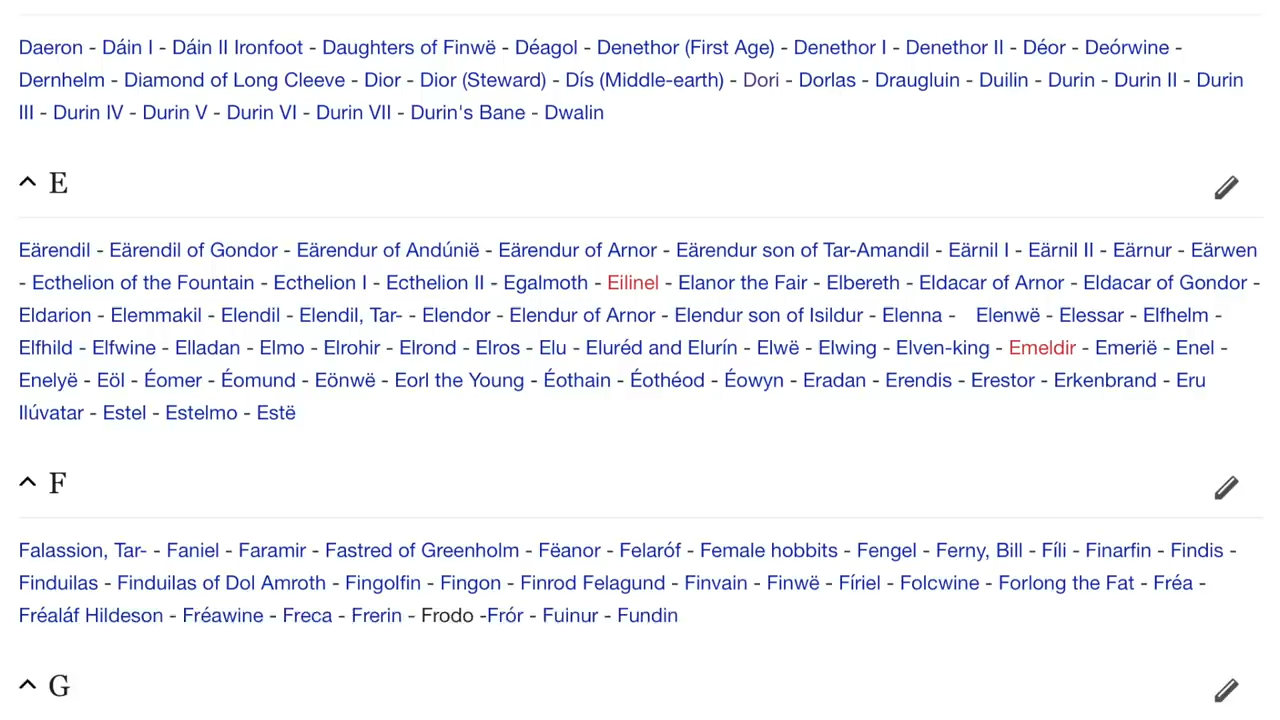 Daeron - Dáin I - Dáin II Ironfoot - Daughters of Finwë - Déagol - Denethor (First Age) - Denethor I - Denethor II - Déor - Deórwine -
Dernhelm - Diamond of Long Cleeve - Dior - Dior (Steward) - Dís (Middle-earth) - Dori - Dorlas - Draugluin - Duilin - Durin - Durin II - Durin
III - Durin IV - Durin V - Durin VI - Durin VII - Durin's Bane - Dwalin
E
Eärendil - Eärendil of Gondor - Eärendur of Andúnië - Eärendur of Arnor - Eärendur son of Tar-Amandil - Eärnil I - Eärnil II - Eärnur - Eärwen
- Ecthelion of the Fountain - Ecthelion I - Ecthelion II - Egalmoth - Eilinel - Elanor the Fair - Elbereth - Eldacar of Arnor - Eldacar of Gondor -
Eldarion - Elemmakil - Elendil - Elendil, Tar- - Elendor - Elendur of Arnor - Elendur son of Isildur - Elenna - Elenwë - Elessar - Elfhelm -
Elfhild - Elfwine - Elladan - Elmo - Elrohir - Elrond - Elros - Elu - Eluréd and Elurín - Elwë - Elwing - Elven-king - Emeldir - Emerië - Enel -
Enelyë - Eöl - Éomer - Éomund - Eönwë - Eorl the Young - Éothain - Éothéod - Éowyn - Eradan - Erendis - Erestor - Erkenbrand - Eru
Ilúvatar - Estel - Estelmo - Estë
F
Falassion, Tar- - Faniel - Faramir - Fastred of Greenholm - Fëanor - Felaróf - Female hobbits - Fengel - Ferny, Bill - Fíli - Finarfin - Findis -
Finduilas - Finduilas of Dol Amroth - Fingolfin - Fingon - Finrod Felagund - Finvain - Finwë - Fíriel - Folcwine - Forlong the Fat - Fréa -
Fréaláf Hildeson - Fréawine - Freca - Frerin - Frodo -Frór - Fuinur - Fundin
G